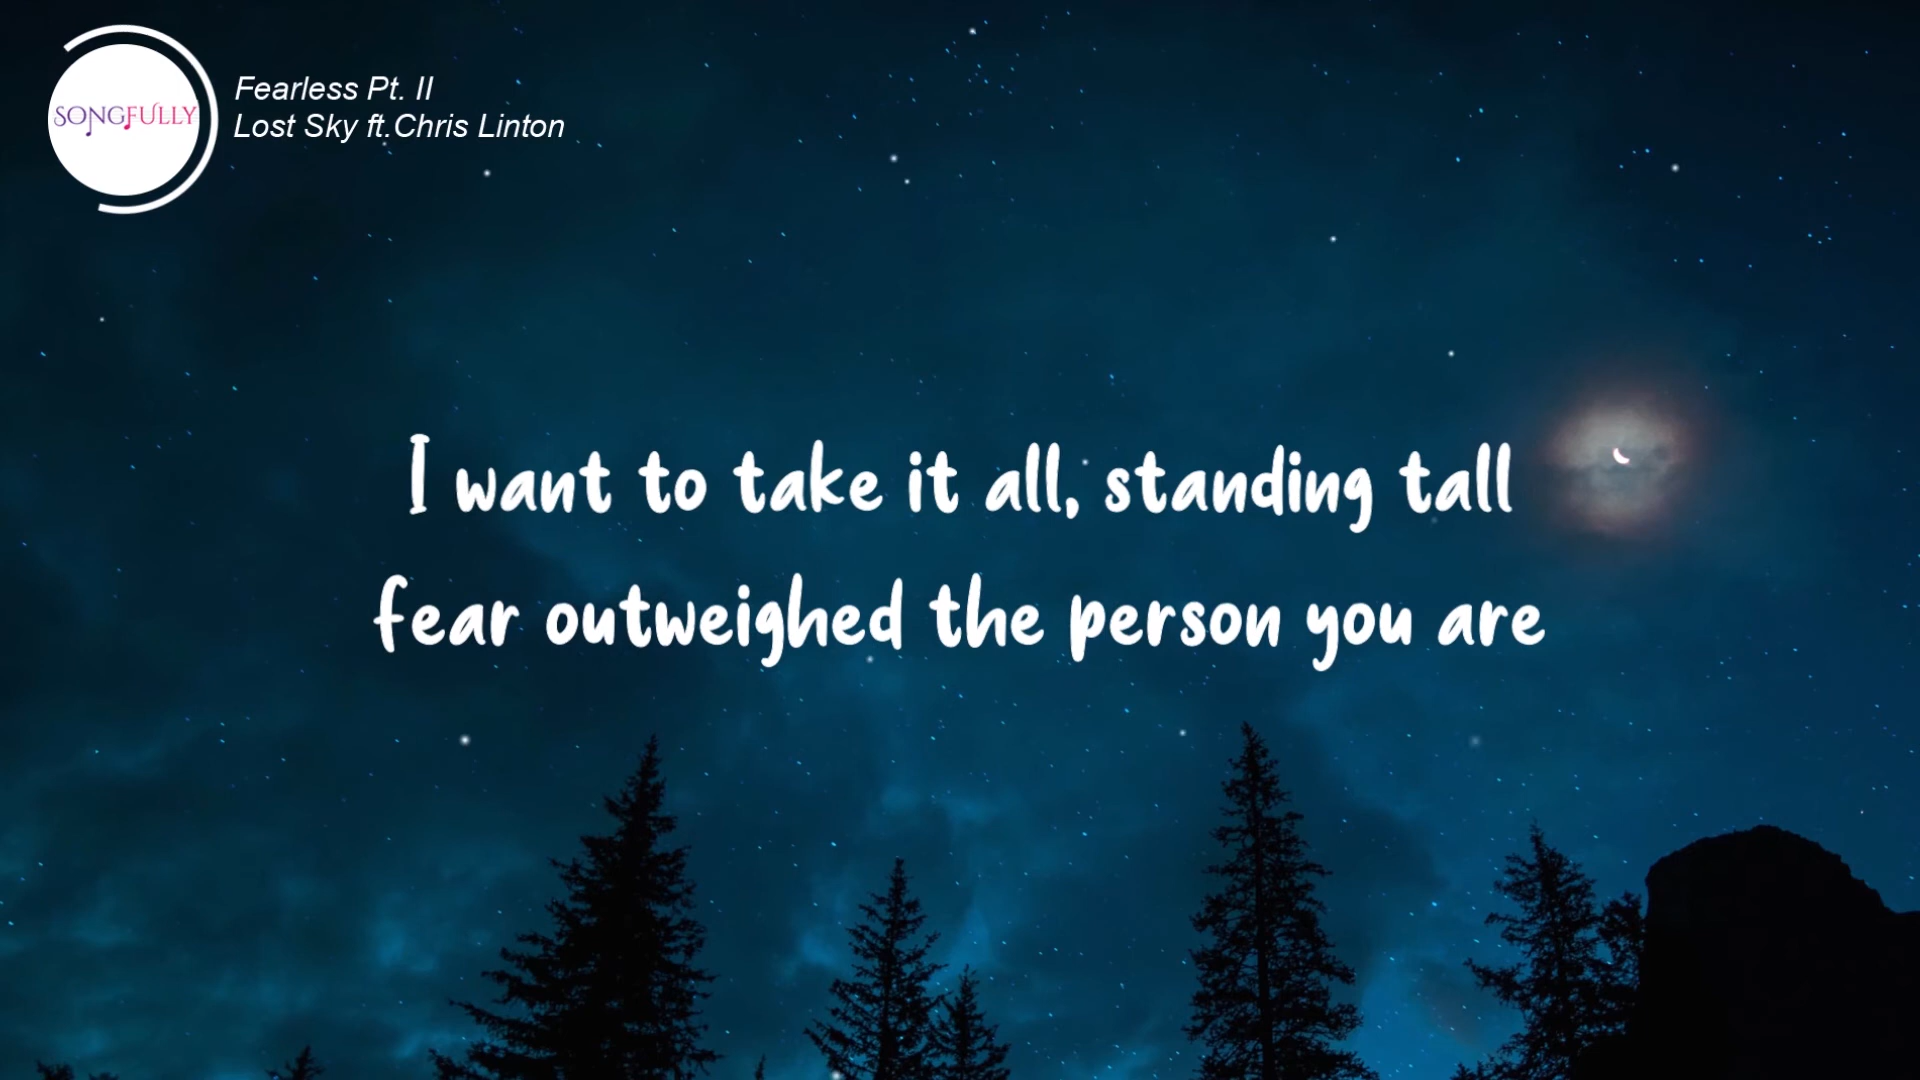 SONGFULLY
Fearless Pt. II
Lost Sky ft.Chris Linton
I want to take it all, standing tall
fear outweighed the person you are